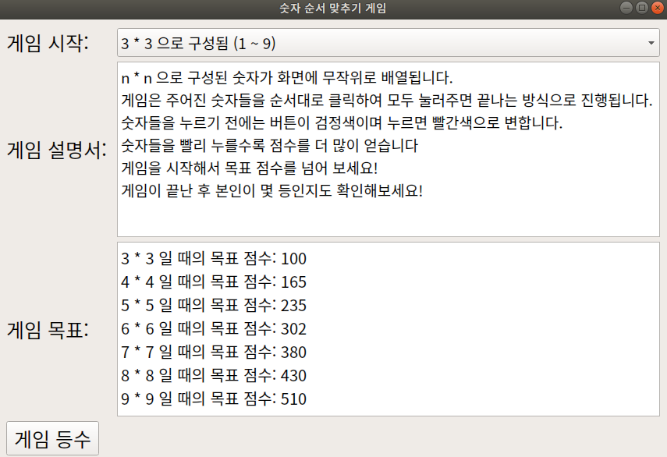 숫자 순서 맞추기 게임
게임 시작:
3 * 3 으로 구성됨 (1 ~ 9)
게임 설명서:
n * n 으로 구성된 숫자가 화면에 무작위로 배열됩니다.
게임은 주어진 숫자들을 순서대로 클릭하여 모두 눌러주면 끝나는 방식으로 진행됩니다.
숫자들을 누르기 전에는 버튼이 검정색이며 누르면 빨간색으로 변합니다.
숫자들을 빨리 누를수록 점수를 더 많이 얻습니다
게임을 시작해서 목표 점수를 넘어 보세요!
게임이 끝난 후 본인이 몇 등인지도 확인해보세요!
게임 목표:
3 * 3 일 때의 목표 점수: 100
4 * 4 일 때의 목표 점수: 165
5 * 5 일 때의 목표 점수: 235
6 * 6 일 때의 목표 점수: 302
7 * 7 일 때의 목표 점수: 380
8 * 8 일 때의 목표 점수: 430
9 * 9 일 때의 목표 점수: 510
게임 등수